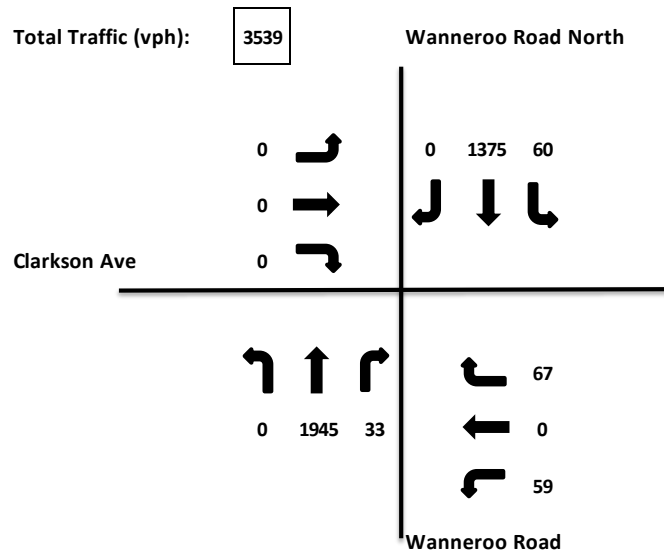 Total Traffic (vph): 3539 Wanneroo Road North
0 0 1375 60
0
Clarkson Ave 0
67
0 1945 33 0
59
Wanneroo Road